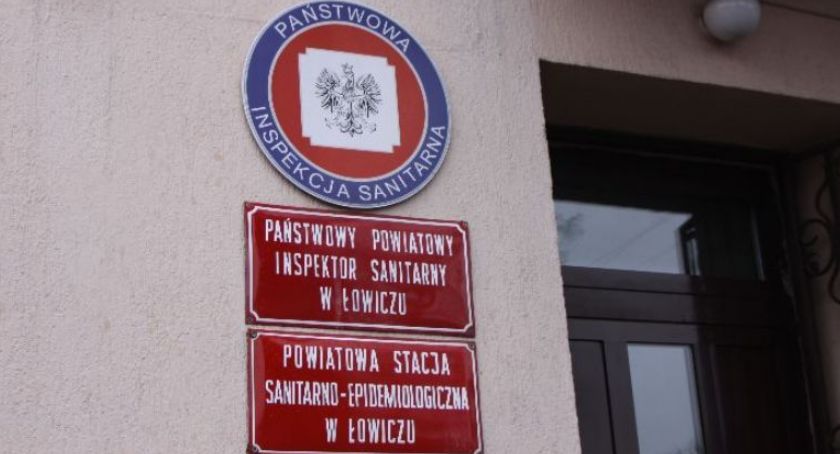 PAŃSTWOWA
INSPEKCJA SANITARNA
PAŃSTWOWY POWIATOWY
INSPEKTOR SANITARNY
W ŁOWICZU
POWIATOWA STACJA
SANITARNO-EPIDEMIOLOGICZNA
W ŁOWICZU